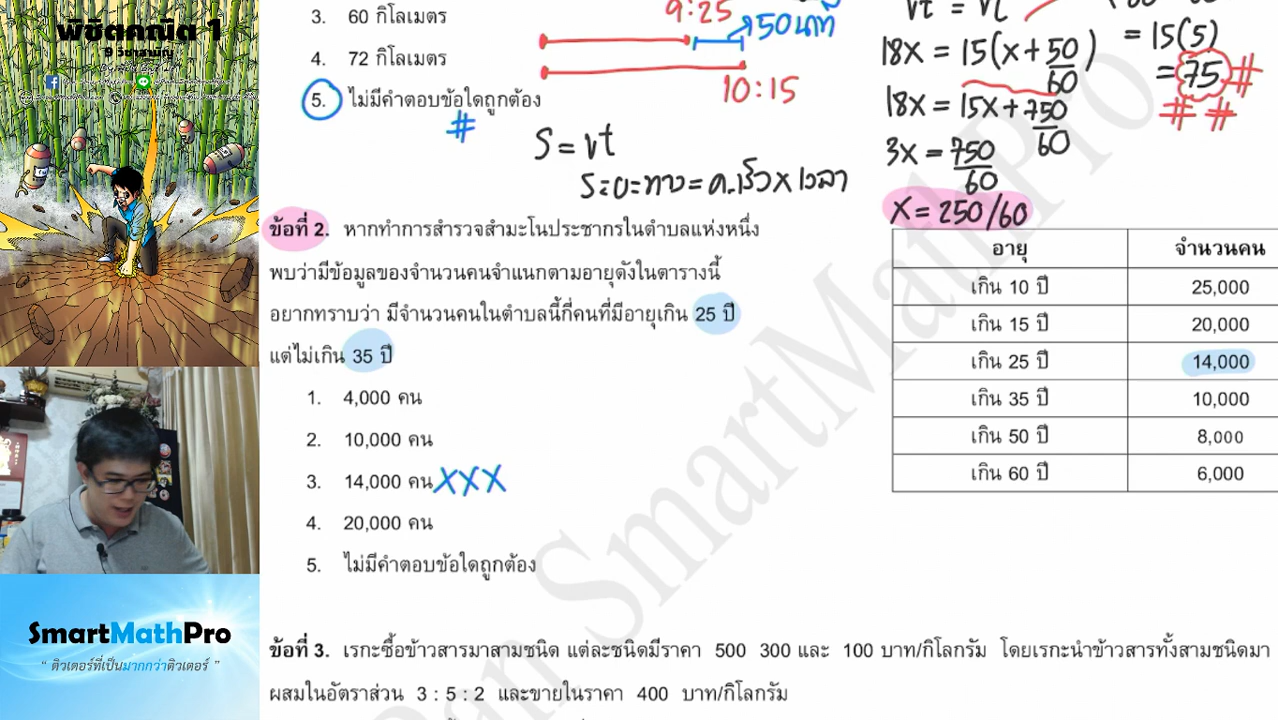 พิชิตคณิต 1
9 วิชาสามัญ
SmartMathPro
“ ติวเตอร์ที่เป็นมากกว่าติวเตอร์ ”
3. 60 กิโลเมตร
4. 72 กิโลเมตร
5. ไม่มีคำตอบข้อใดถูกต้อง
#
9:25
50 นาที
10:15
S = vt
ระยะทาง = ค.เร็ว x เวลา
vt = vt
18x = 15(x + 50/60)
18x = 15x + 750/60
3x = 750/60
x = 250/60
= 15(5)
= 75 #
# #
ข้อที่ 2. หากทำการสำรวจสำมะโนประชากรในตำบลแห่งหนึ่ง
พบว่ามีข้อมูลของจำนวนคนจำแนกตามอายุดังในตารางนี้
อยากทราบว่า มีจำนวนคนในตำบลนี้กี่คนที่มีอายุเกิน 25 ปี
แต่ไม่เกิน 35 ปี
1. 4,000 คน
2. 10,000 คน
3. 14,000 คน XXX
4. 20,000 คน
5. ไม่มีคำตอบข้อใดถูกต้อง
อายุ จำนวนคน
เกิน 10 ปี 25,000
เกิน 15 ปี 20,000
เกิน 25 ปี 14,000
เกิน 35 ปี 10,000
เกิน 50 ปี 8,000
เกิน 60 ปี 6,000
ข้อที่ 3. เรกะซื้อข้าวสารมาสามชนิด แต่ละชนิดมีราคา 500 300 และ 100 บาท/กิโลกรัม โดยเรกะนำข้าวสารทั้งสามชนิดมา
ผสมในอัตราส่วน 3 : 5 : 2 และขายในราคา 400 บาท/กิโลกรัม
SmartMathPro